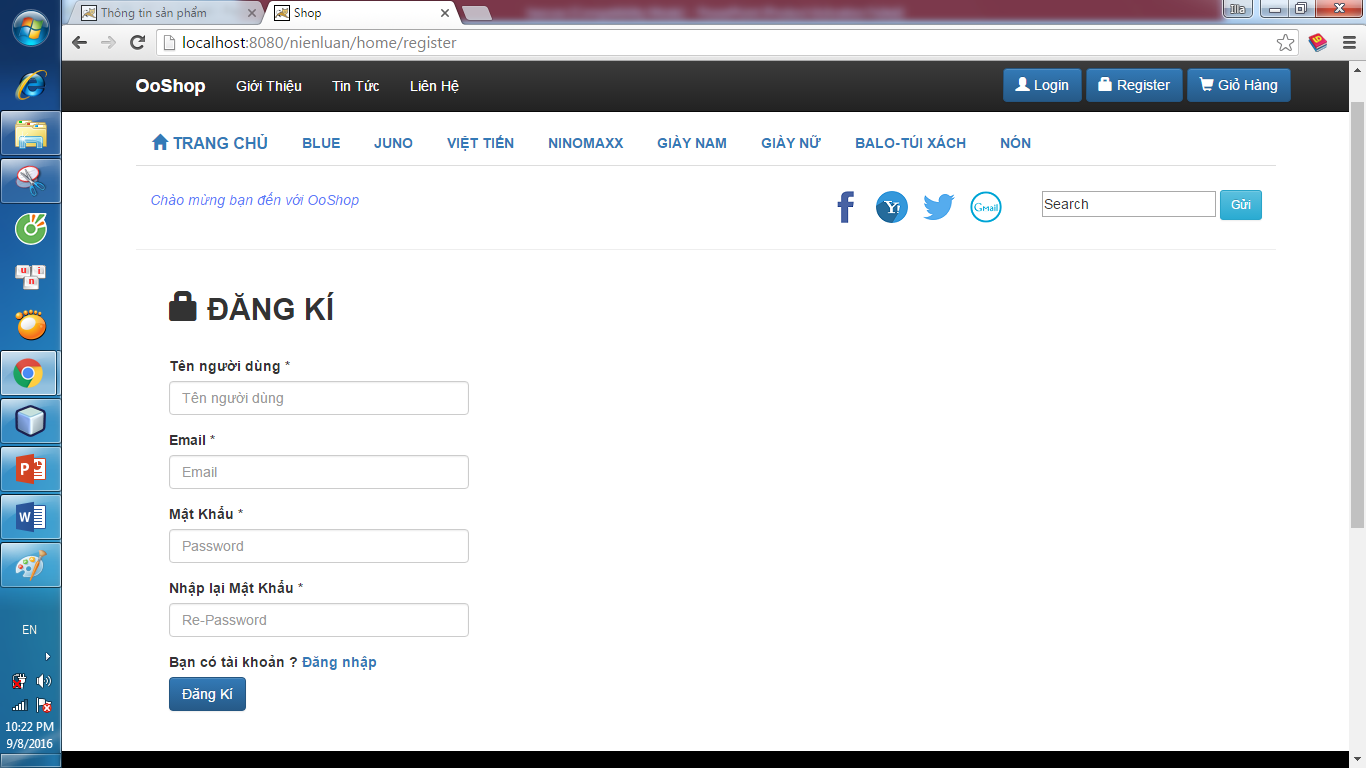 Thông tin sản phẩm
Shop
Ilia
localhost:8080/nienluan/home/register
OoShop Giới Thiệu Tin Tức Liên Hệ Login Register Giỏ Hàng
TRANG CHỦ BLUE JUNO VIỆT TIẾN NINOMAXX GIÀY NAM GIÀY NỮ BALO-TÚI XÁCH NÓN
Chào mừng bạn đến với OoShop
Gmail
Search Gửi
ĐĂNG KÍ
Tên người dùng *
Tên người dùng
Email *
Email
Mật Khẩu *
Password
Nhập lại Mật Khẩu *
Re-Password
Bạn có tài khoản ? Đăng nhập
Đăng Kí
EN
10:22 PM
9/8/2016